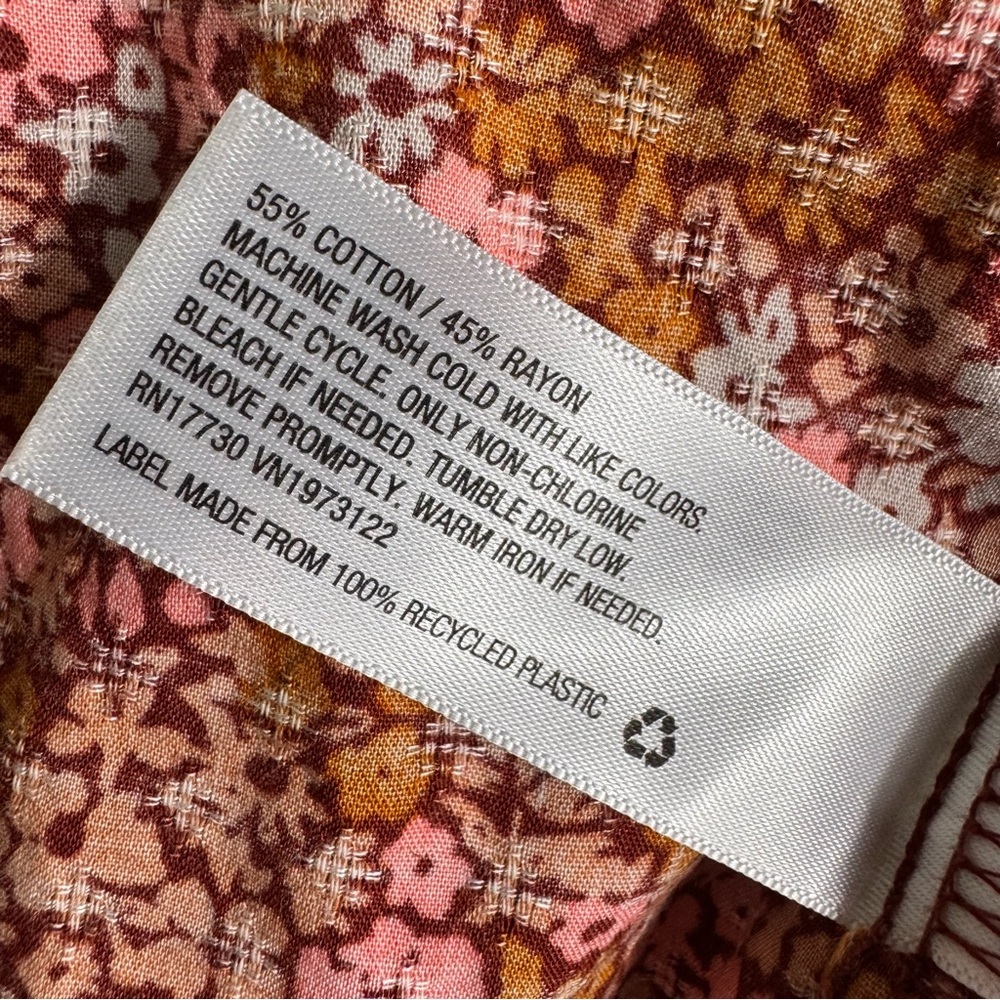 55% COTTON / 45% RAYON
MACHINE WASH COLD WITH LIKE COLORS.
GENTLE CYCLE. ONLY NON-CHLORINE
BLEACH IF NEEDED. TUMBLE DRY LOW.
REMOVE PROMPTLY. WARM IRON IF NEEDED.
RN17730 VN1973122
LABEL MADE FROM 100% RECYCLED PLASTIC